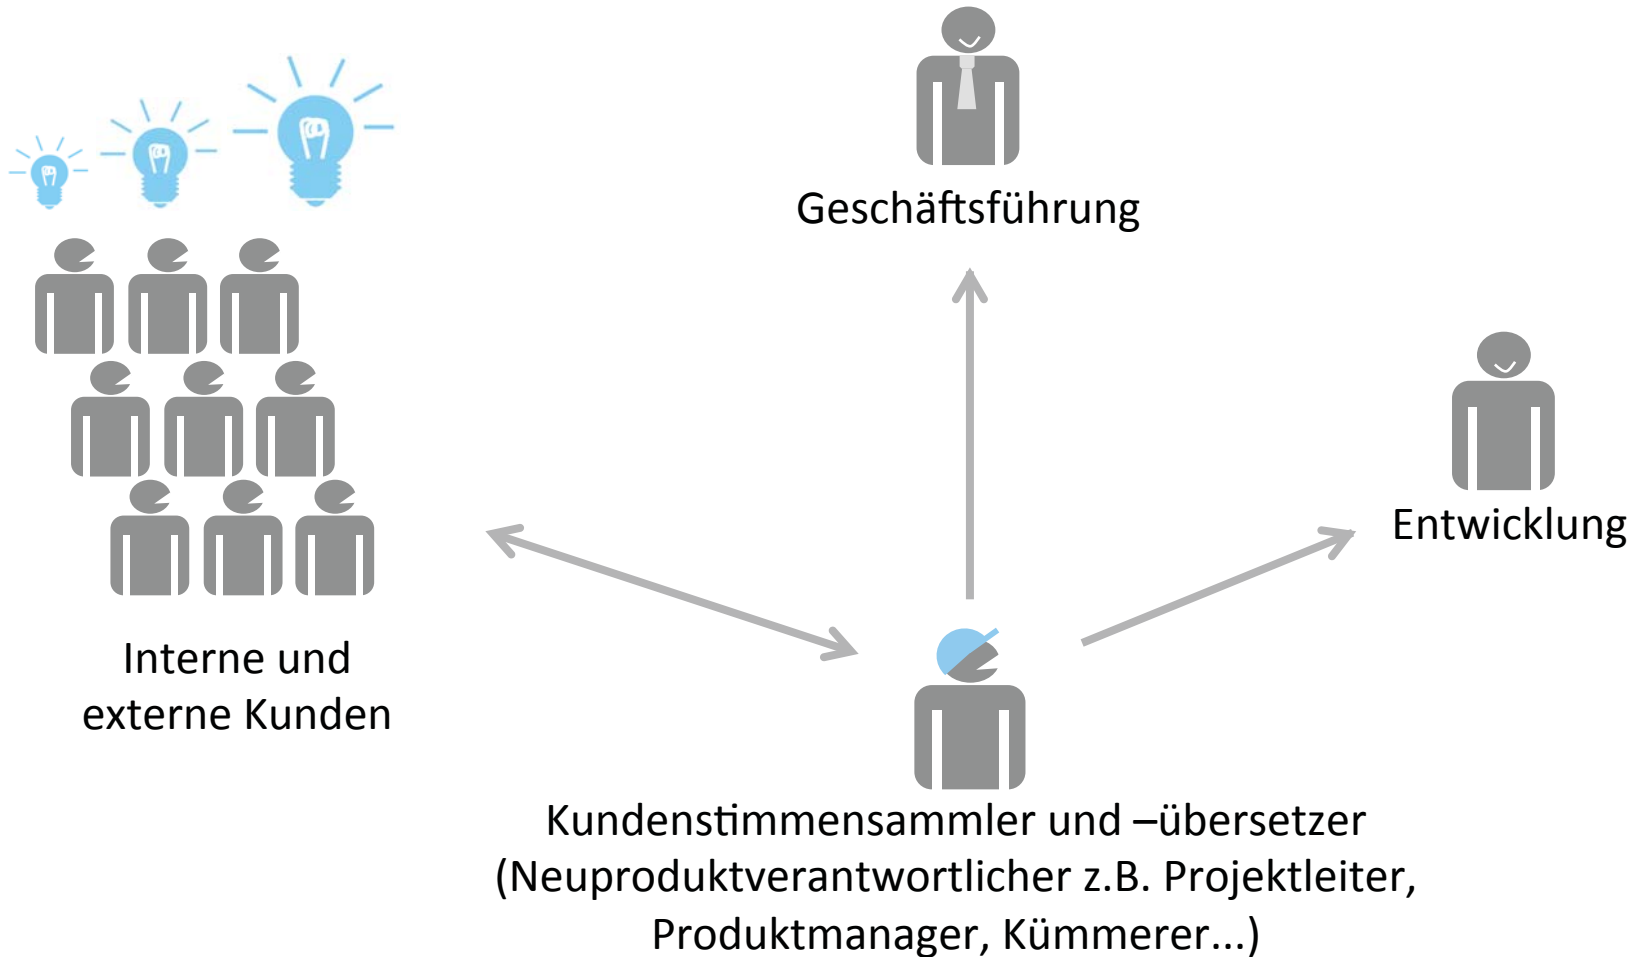 Geschäftsführung
Entwicklung
Interne und
externe Kunden
Kundenstimmensammler und –übersetzer
(Neuproduktverantwortlicher z.B. Projektleiter,
Produktmanager, Kümmerer...)